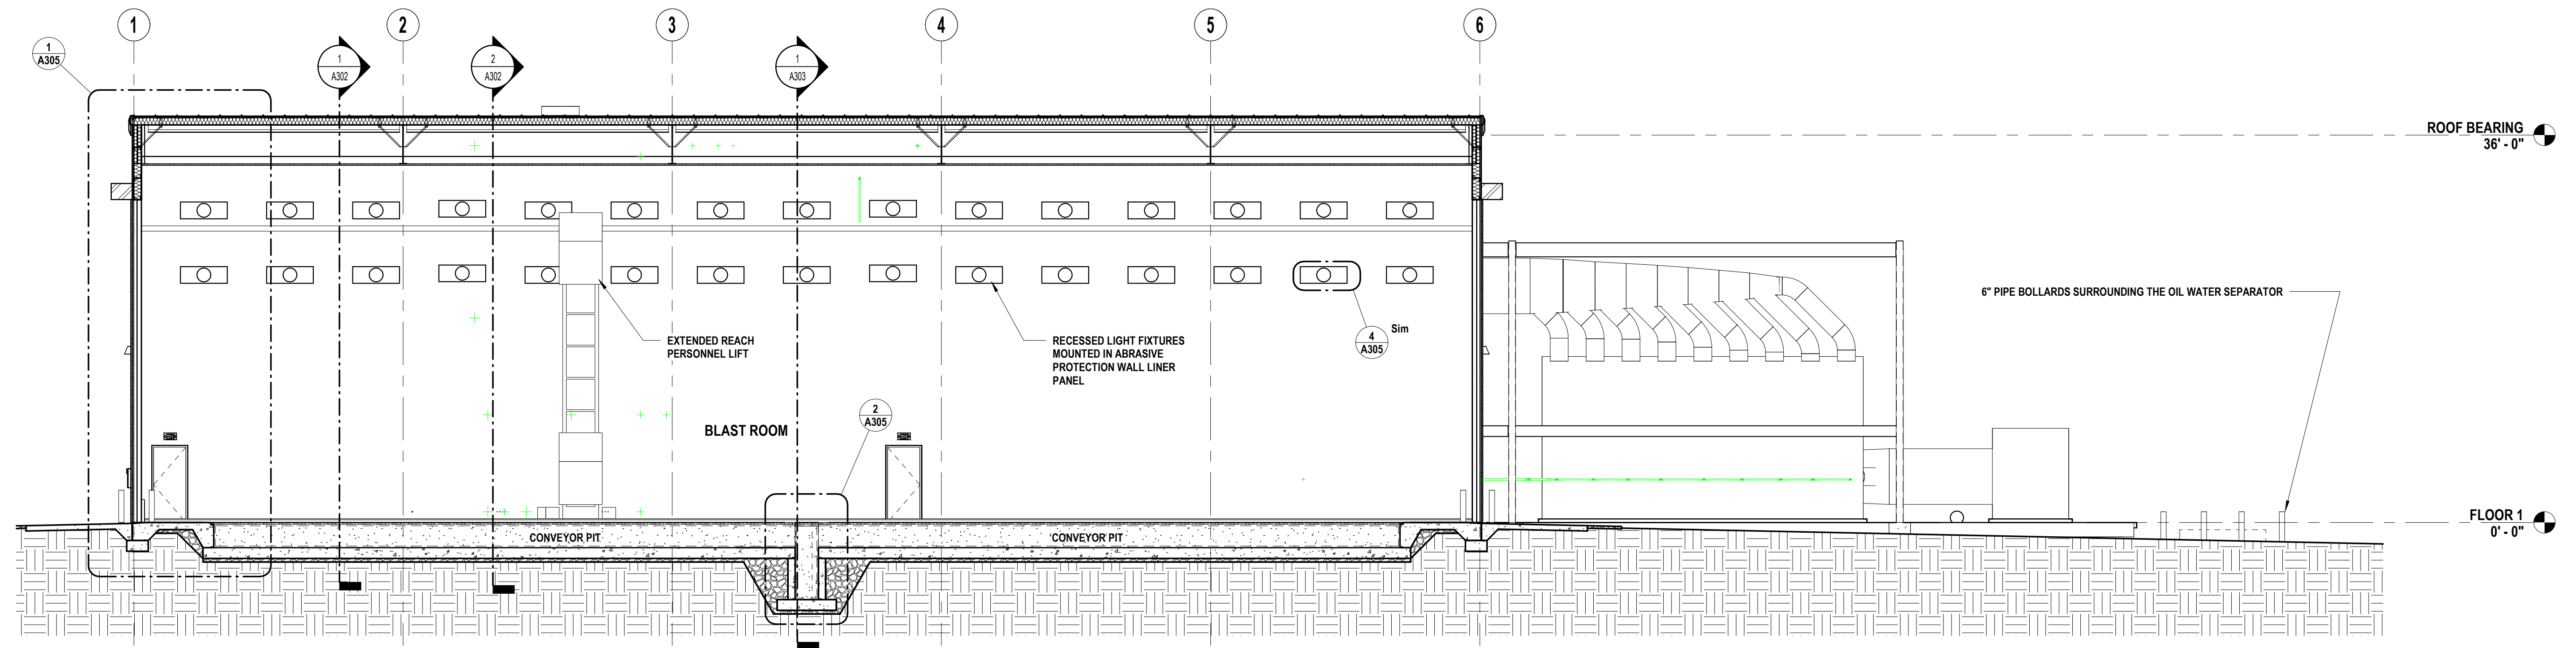 1
2
3
4
5
6
1
A305
1
A302
2
A302
1
A303
ROOF BEARING
36' - 0"
6" PIPE BOLLARDS SURROUNDING THE OIL WATER SEPARATOR
4
A305
Sim
EXTENDED REACH
PERSONNEL LIFT
RECESSED LIGHT FIXTURES
MOUNTED IN ABRASIVE
PROTECTION WALL LINER
PANEL
2
A305
BLAST ROOM
FLOOR 1
0' - 0"
CONVEYOR PIT
CONVEYOR PIT